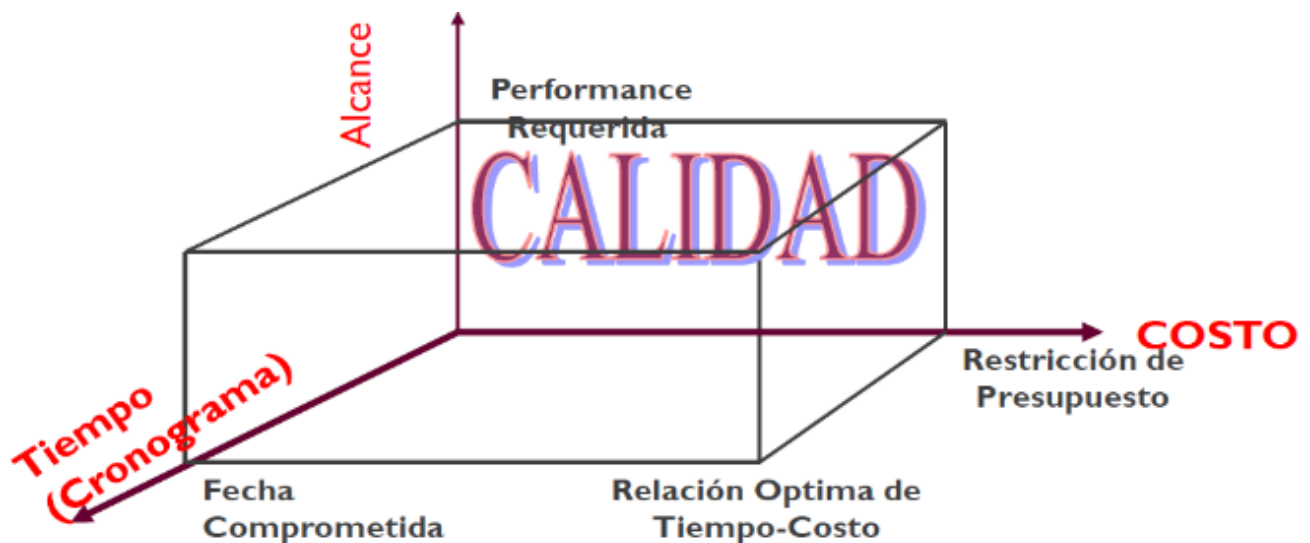 Alcance
Performance
Requerida
CALIDAD
COSTO
Restricción de
Presupuesto
Tiempo
(Cronograma)
Fecha
Comprometida
Relación Optima de
Tiempo-Costo